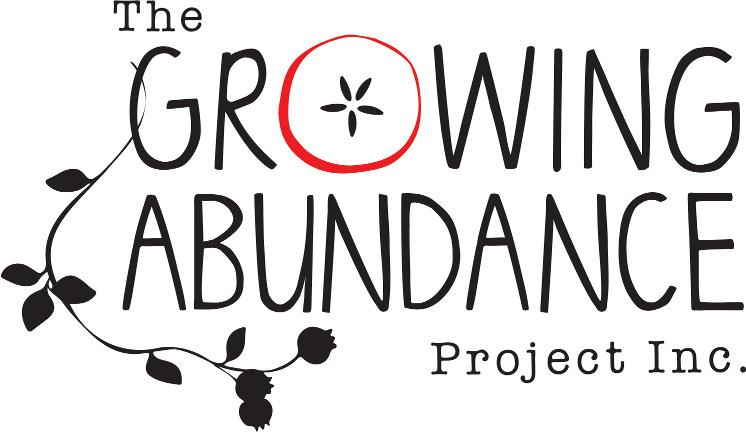 The
GROWING
ABUNDANCE
Project Inc.